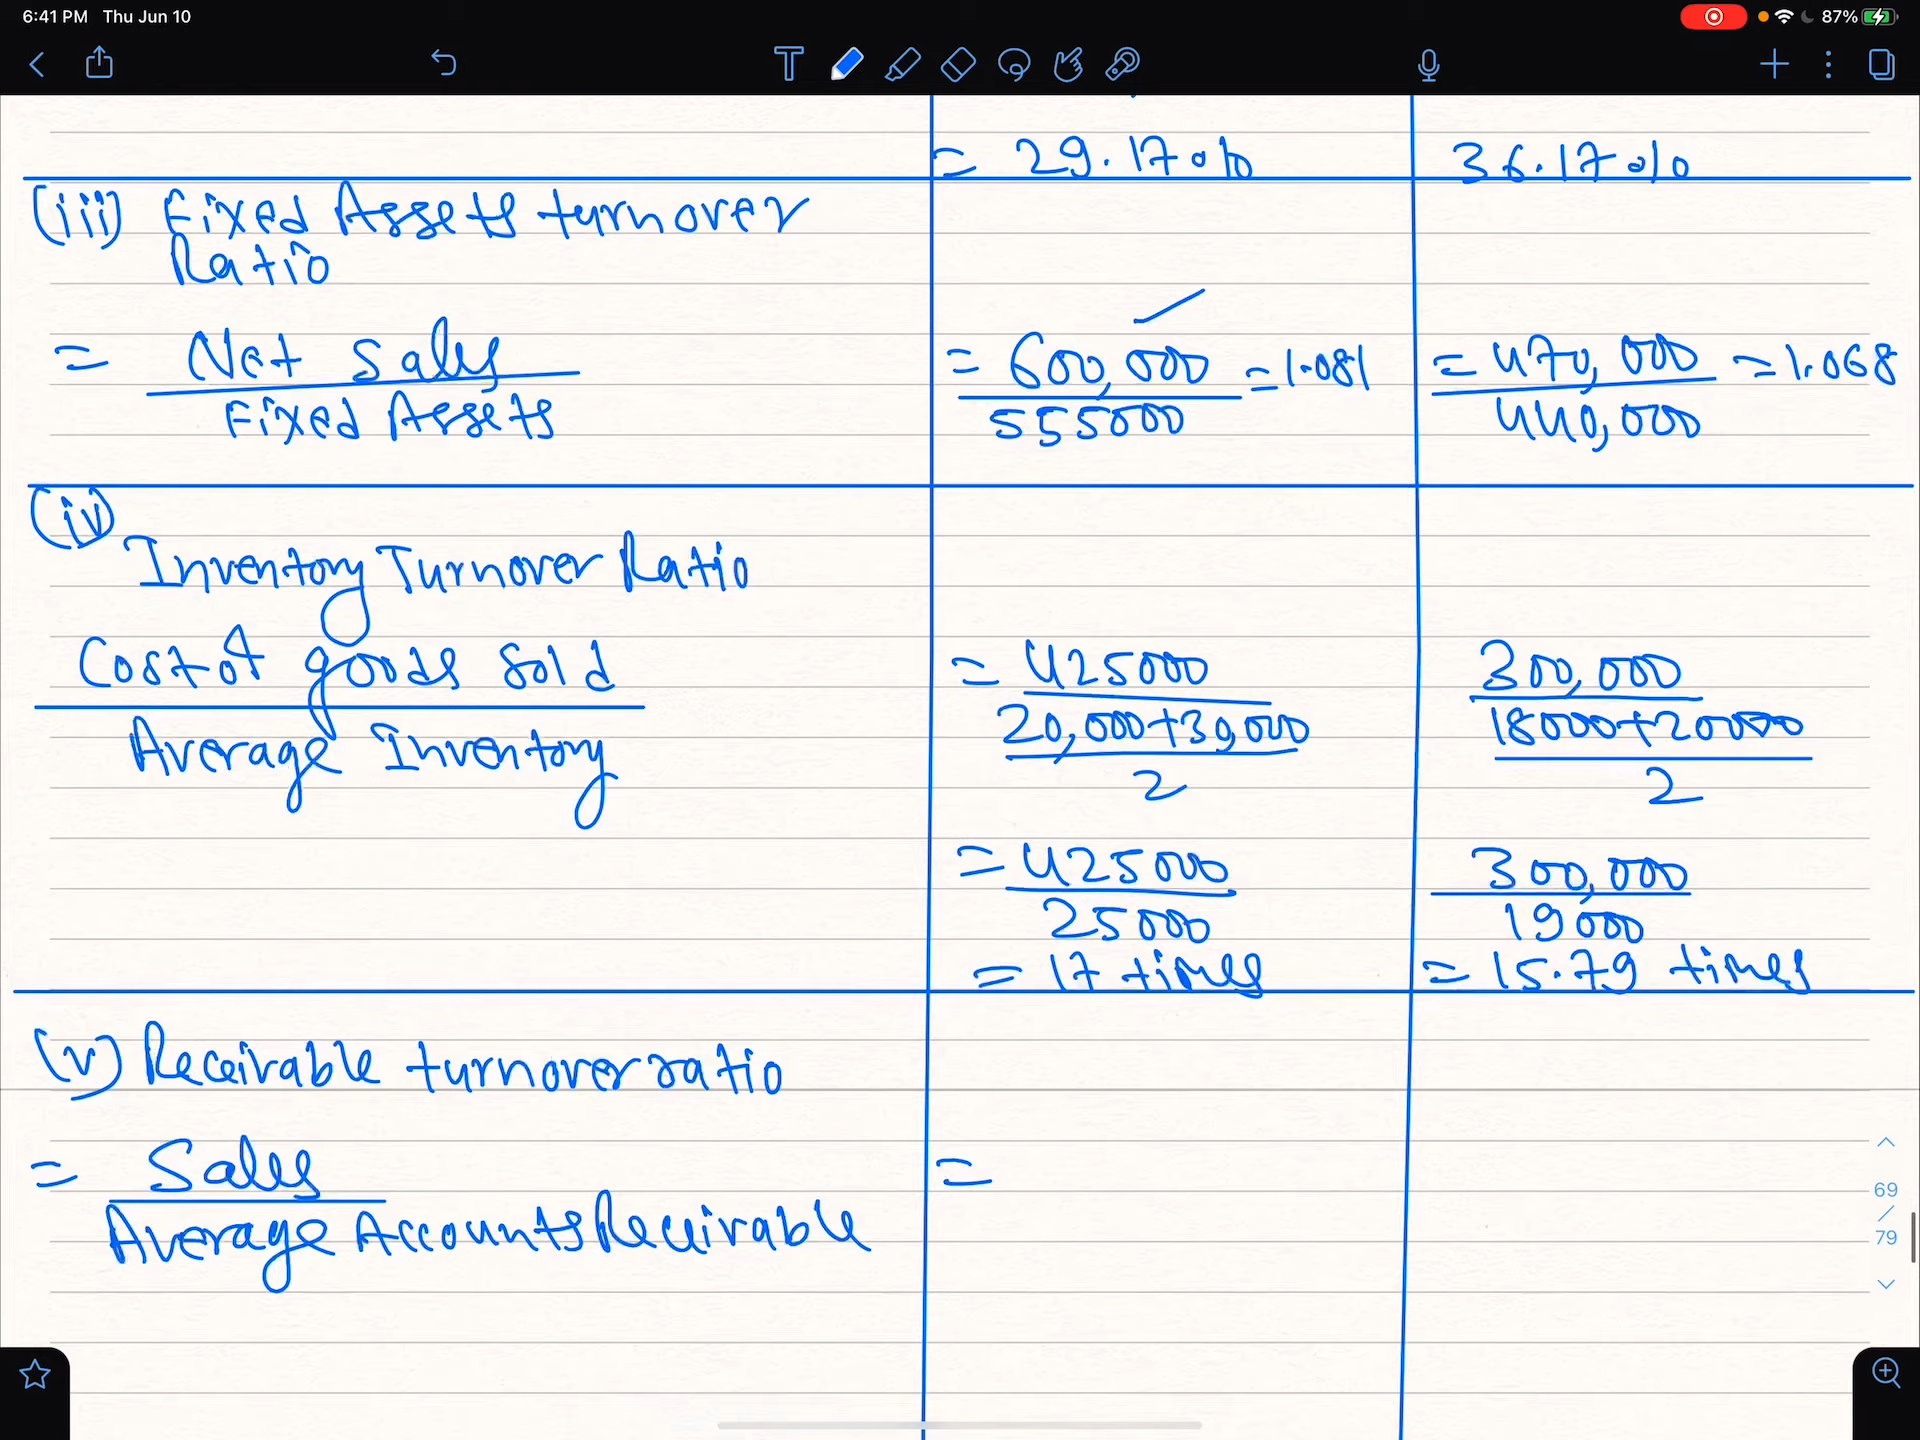 6:41 PM Thu Jun 10
87%
= 29.17%
36.17%
(iii) Fixed Assets turnover
Ratio
= Net Sales
Fixed Assets
= 600,000 = 1.081
555000
= 470,000 = 1.068
440,000
(iv)
Inventory Turnover Ratio
Cost of goods sold
Average Inventory
= 425000
20,000+30,000
2
300,000
18000+20000
2
= 425000
25000
= 17 times
300,000
19000
= 15.79 times
(v) Receivable turnover ratio
= Sales
Average Accounts Receivable
=
69
/
79